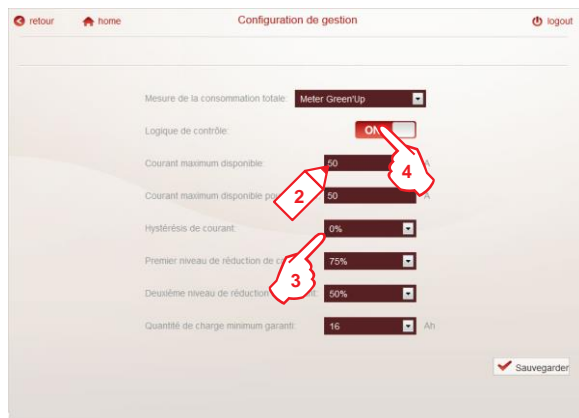 retour home Configuration de gestion logout
Mesure de la consommation totale: Meter Green'Up
Logique de contrôle: ON
4
Courant maximum disponible: 50 A
2
Courant maximum disponible 50 A
Hystérésis de courant: 0%
3
Premier niveau de réduction de 75%
Deuxième niveau de réduction 50%
Quantité de charge minimum garanti: 16 Ah
Sauvegarder